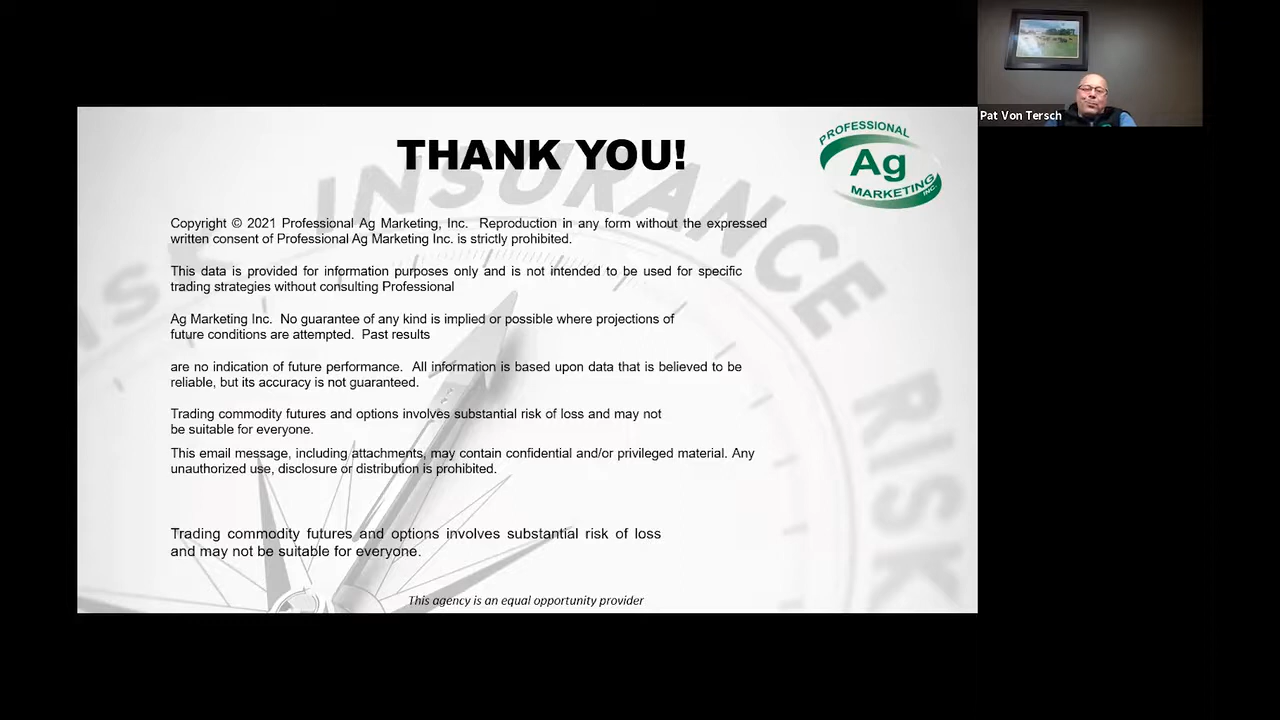 THANK YOU!
PROFESSIONAL
Ag
MARKETING
INC.
Copyright © 2021 Professional Ag Marketing, Inc. Reproduction in any form without the expressed
written consent of Professional Ag Marketing Inc. is strictly prohibited.
This data is provided for information purposes only and is not intended to be used for specific
trading strategies without consulting Professional
Ag Marketing Inc. No guarantee of any kind is implied or possible where projections of
future conditions are attempted. Past results
are no indication of future performance. All information is based upon data that is believed to be
reliable, but its accuracy is not guaranteed.
Trading commodity futures and options involves substantial risk of loss and may not
be suitable for everyone.
This email message, including attachments, may contain confidential and/or privileged material. Any
unauthorized use, disclosure or distribution is prohibited.
Trading commodity futures and options involves substantial risk of loss
and may not be suitable for everyone.
This agency is an equal opportunity provider
INSURANCE
RISK
Pat Von Tersch